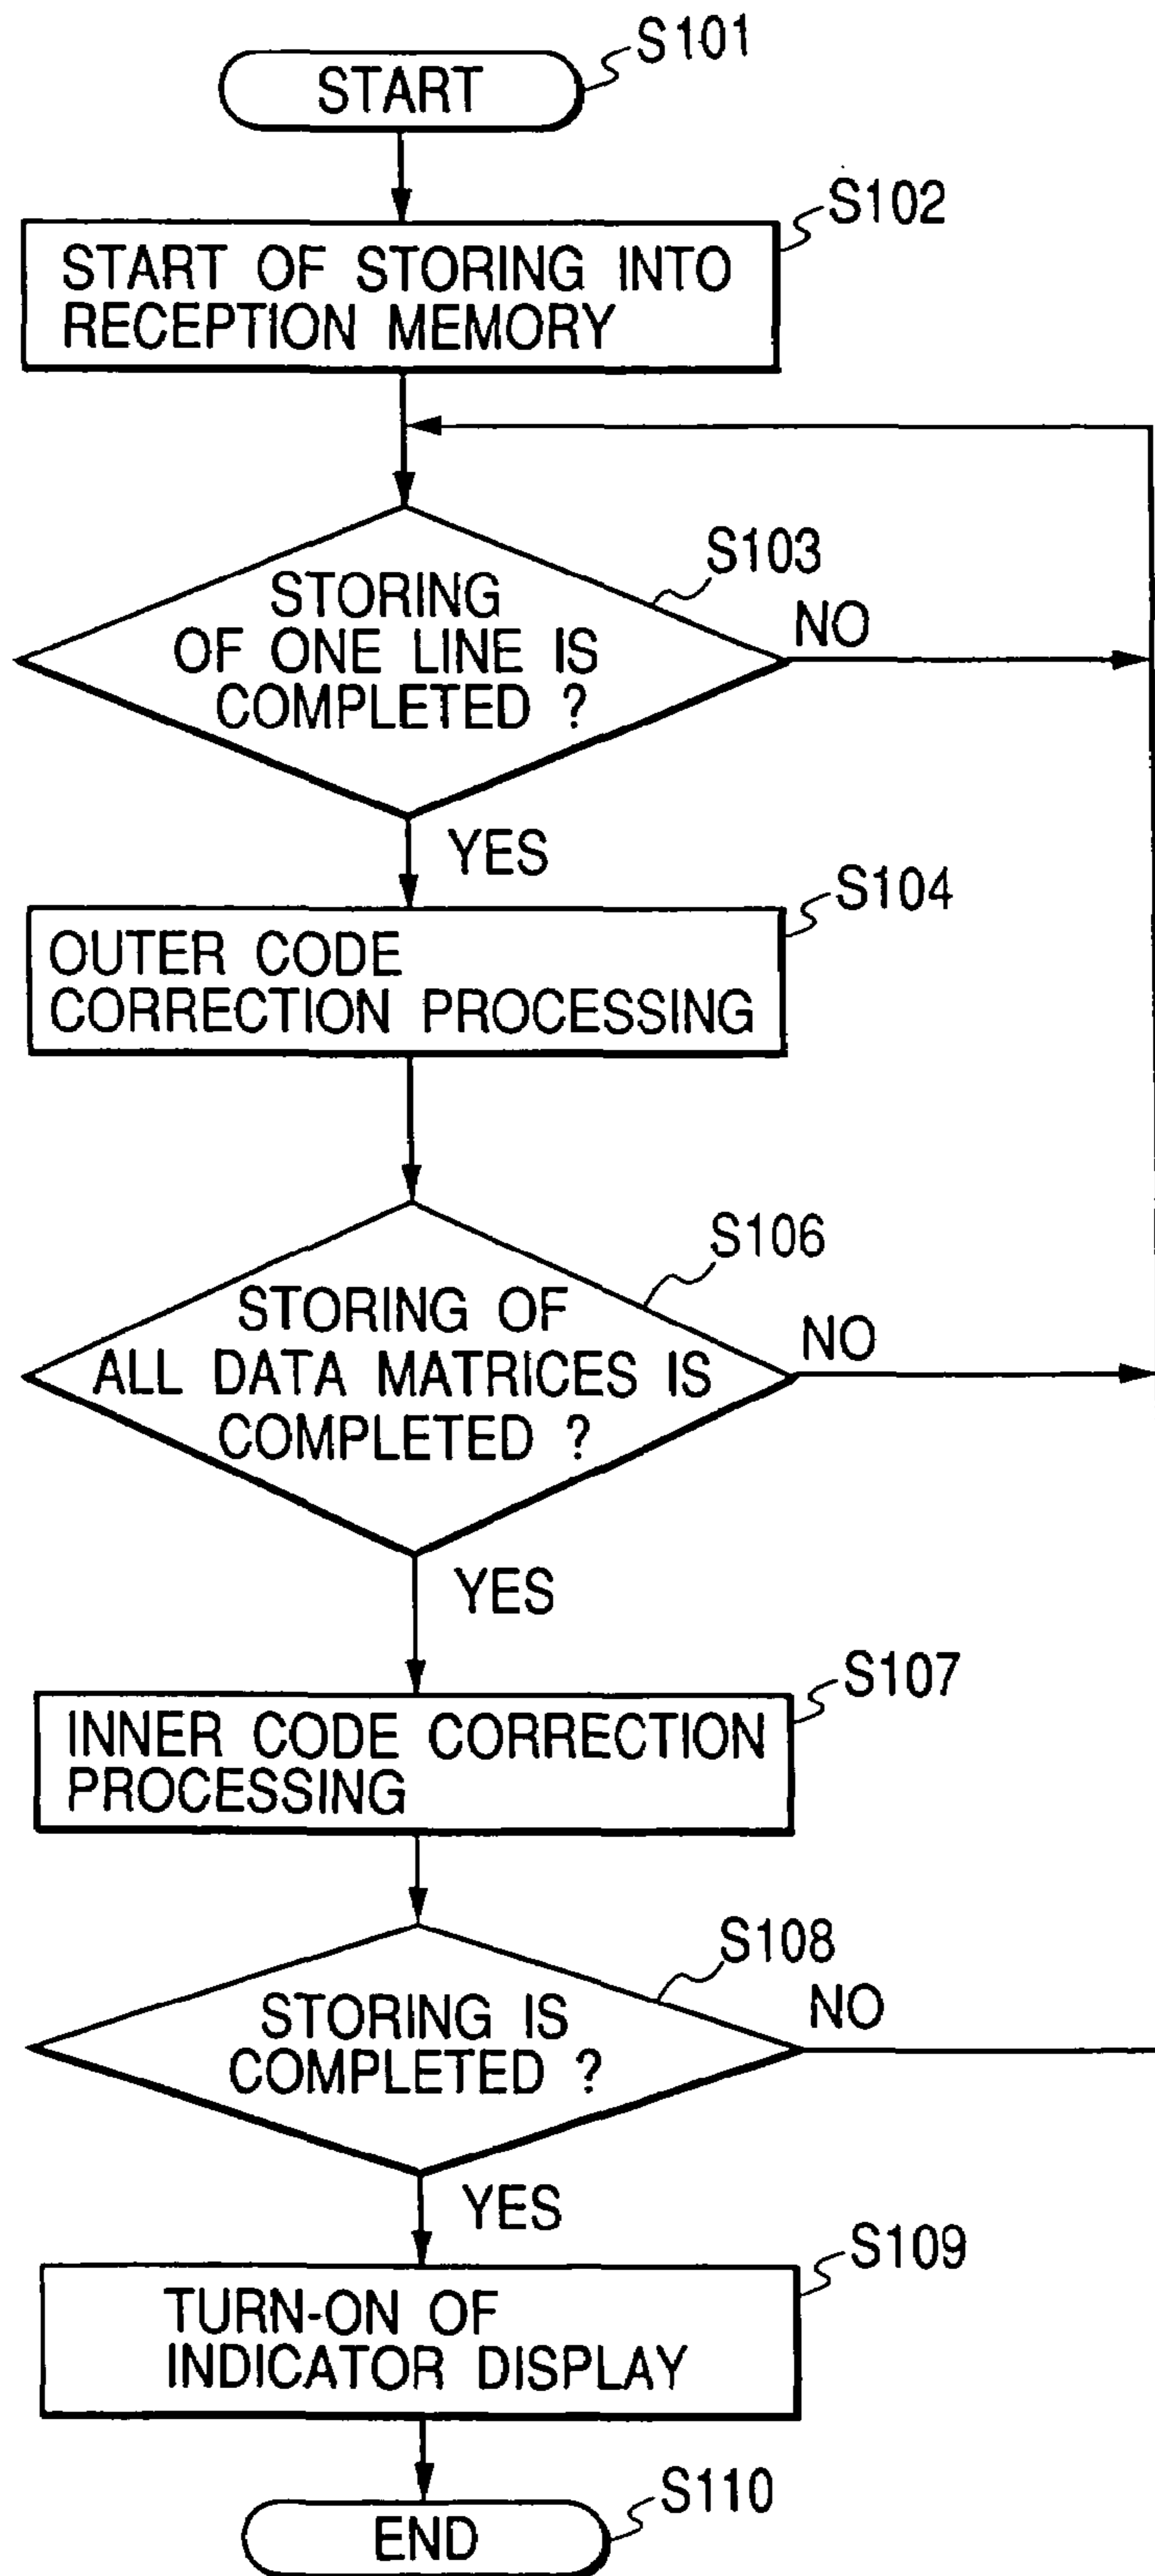 START
S101
S102
START OF STORING INTO
RECEPTION MEMORY
S103
STORING
OF ONE LINE IS
COMPLETED ?
NO
YES
S104
OUTER CODE
CORRECTION PROCESSING
S106
STORING OF
ALL DATA MATRICES IS
COMPLETED ?
NO
YES
S107
INNER CODE CORRECTION
PROCESSING
S108
STORING IS
COMPLETED ?
NO
YES
S109
TURN-ON OF
INDICATOR DISPLAY
S110
END